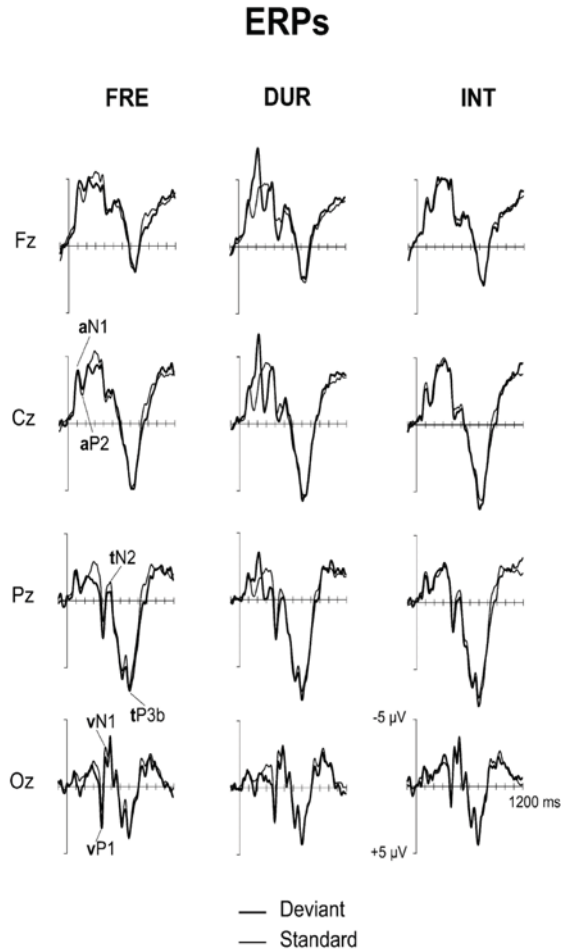 ERPs
FRE DUR INT
Fz
aN1
Cz
aP2
tN2
Pz
tP3b
vN1
-5 µV
Oz
1200 ms
vP1
+5 µV
Deviant
Standard